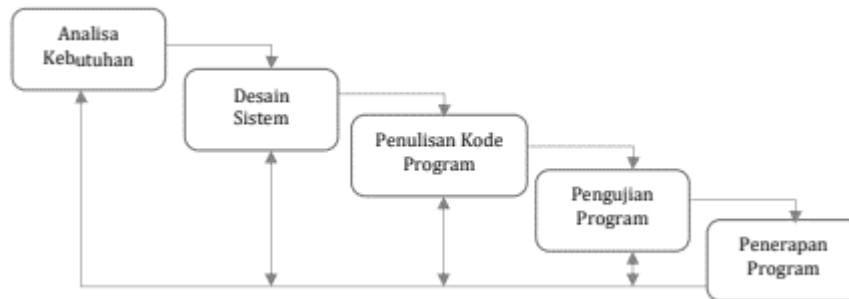 Analisa
Kebutuhan
Desain
Sistem
Penulisan Kode
Program
Pengujian
Program
Penerapan
Program